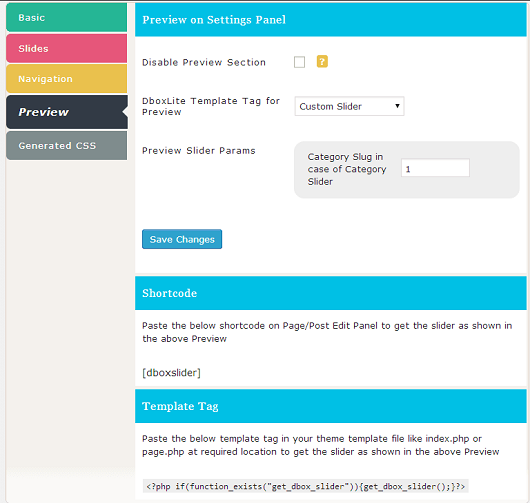 Basic
Slides
Navigation
Preview
Generated CSS
Preview on Settings Panel
Disable Preview Section
?
DboxLite Template Tag for
Preview
Custom Slider
Preview Slider Params
Category Slug in
case of Category
Slider
1
Save Changes
Shortcode
Paste the below shortcode on Page/Post Edit Panel to get the slider as shown in
the above Preview
[dboxslider]
Template Tag
Paste the below template tag in your theme template file like index.php or
page.php at required location to get the slider as shown in the above Preview
<?php if(function_exists("get_dbox_slider")){get_dbox_slider();}?>